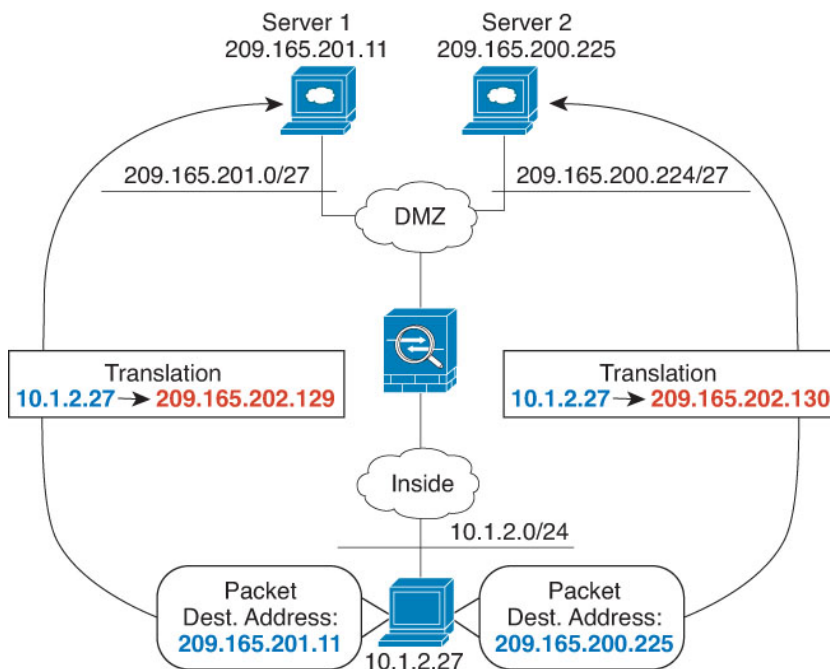 Server 1
209.165.201.11
Server 2
209.165.200.225
209.165.201.0/27
209.165.200.224/27
DMZ
Translation
10.1.2.27 209.165.202.129
Translation
10.1.2.27 209.165.202.130
Inside
10.1.2.0/24
Packet
Dest. Address:
209.165.201.11
Packet
Dest. Address:
209.165.200.225
10.1.2.27